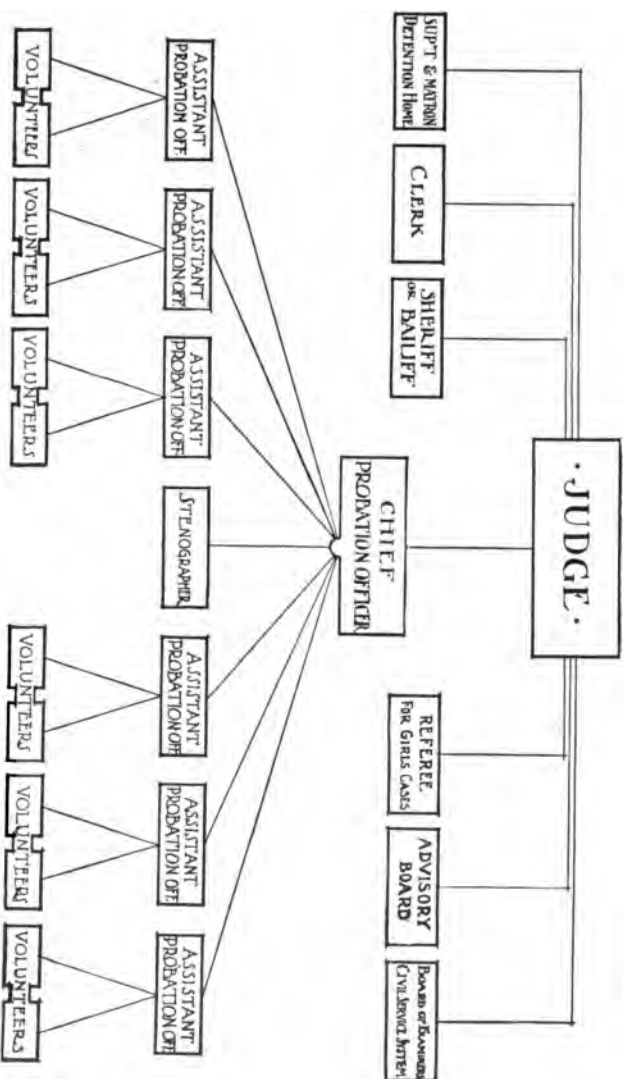 · JUDGE ·
SUP'T & MATRON
DETENTION HOME
CLERK
SHERIFF
OR BAILIFF
REFEREE
FOR GIRLS CASES
ADVISORY
BOARD
BOARD OF EXAMINERS
CIVIL SERVICE SYSTEM
CHIEF
PROBATION OFFICER
ASSISTANT
PROBATION OFF.
ASSISTANT
PROBATION OFF.
ASSISTANT
PROBATION OFF.
STENOGRAPHER
ASSISTANT
PROBATION OFF.
ASSISTANT
PROBATION OFF.
ASSISTANT
PROBATION OFF.
VOLUNTEERS
VOLUNTEERS
VOLUNTEERS
VOLUNTEERS
VOLUNTEERS
VOLUNTEERS